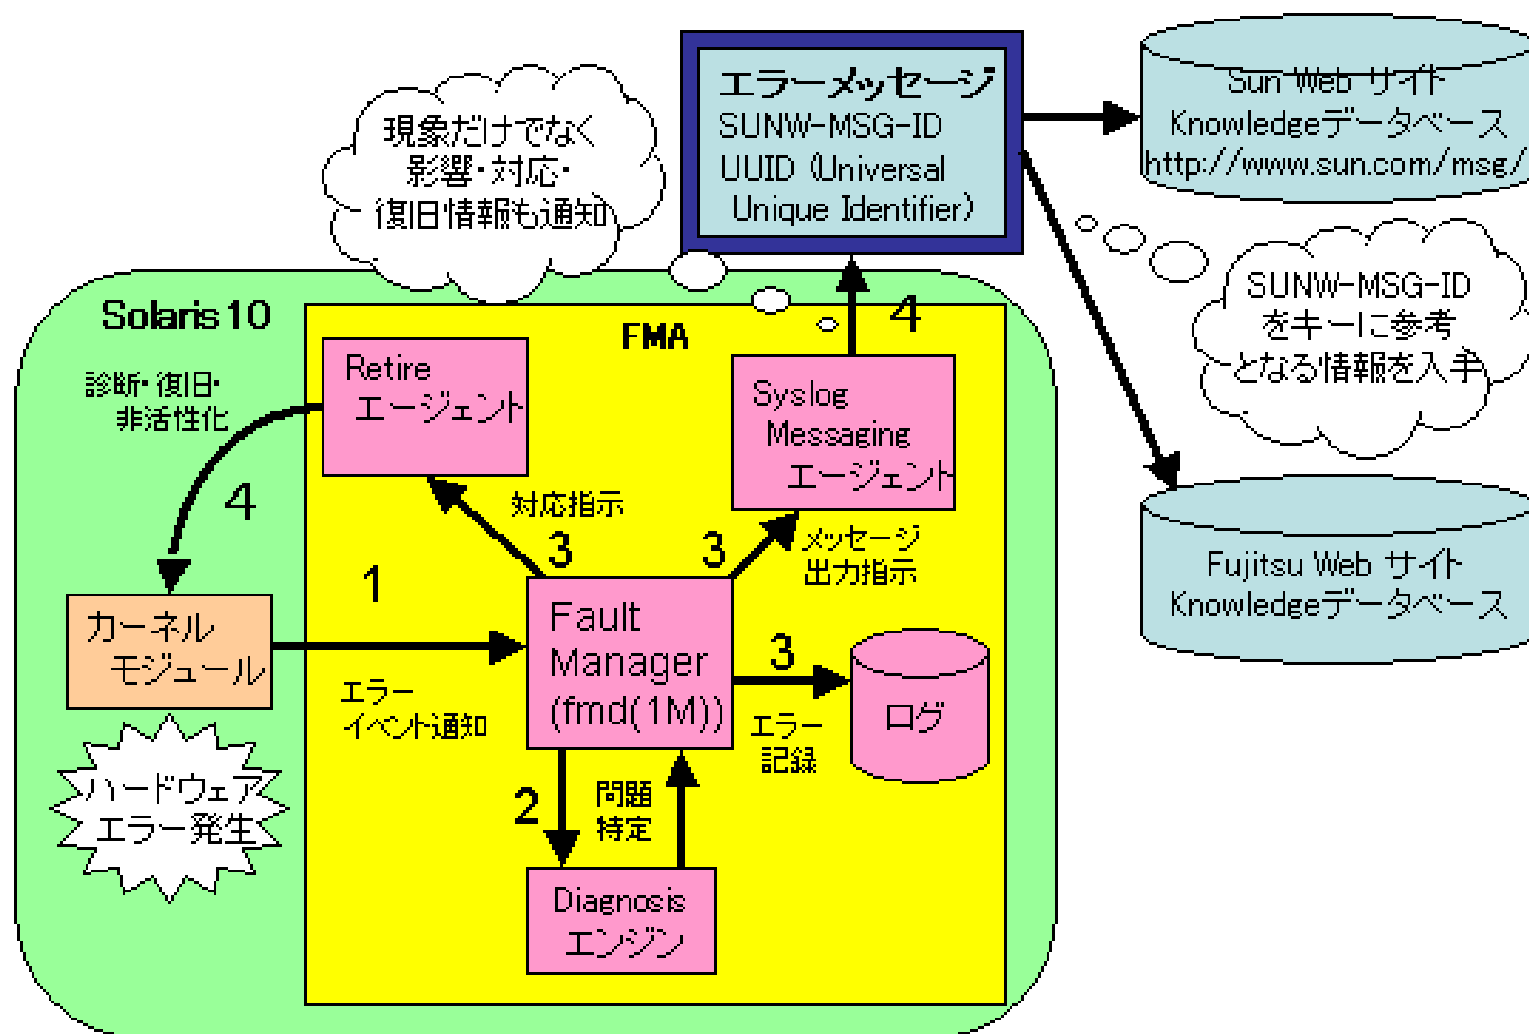 エラーメッセージ
SUNW-MSG-ID
UUID (Universal
Unique Identifier)
Sun Web サイト
Knowledgeデータベース
http://www.sun.com/msg/
現象だけでなく
影響・対応・
復旧情報も通知
SUNW-MSG-ID
をキーに参考
となる情報を入手
Solaris10
FMA
4
Retire
エージェント
Syslog
Messaging
エージェント
診断・復旧・
非活性化
4
対応指示
3
3
メッセージ
出力指示
Fujitsu Web サイト
Knowledgeデータベース
1
カーネル
モジュール
Fault
Manager
(fmd(1M))
3
ログ
エラー
イベント通知
エラー
記録
ハードウェア
エラー発生
2
問題
特定
Diagnosis
エンジン